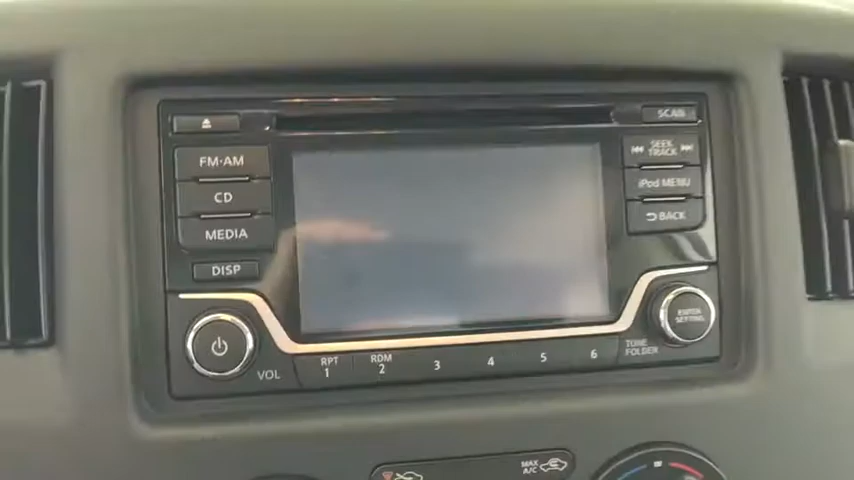 SCAN
FM·AM
SEEK
TRACK
CD
iPod MENU
MEDIA
BACK
DISP
ENTER
SETTING
VOL
RPT
1
RDM
2
3
4
5
6
TUNE
FOLDER
MAX
A/C